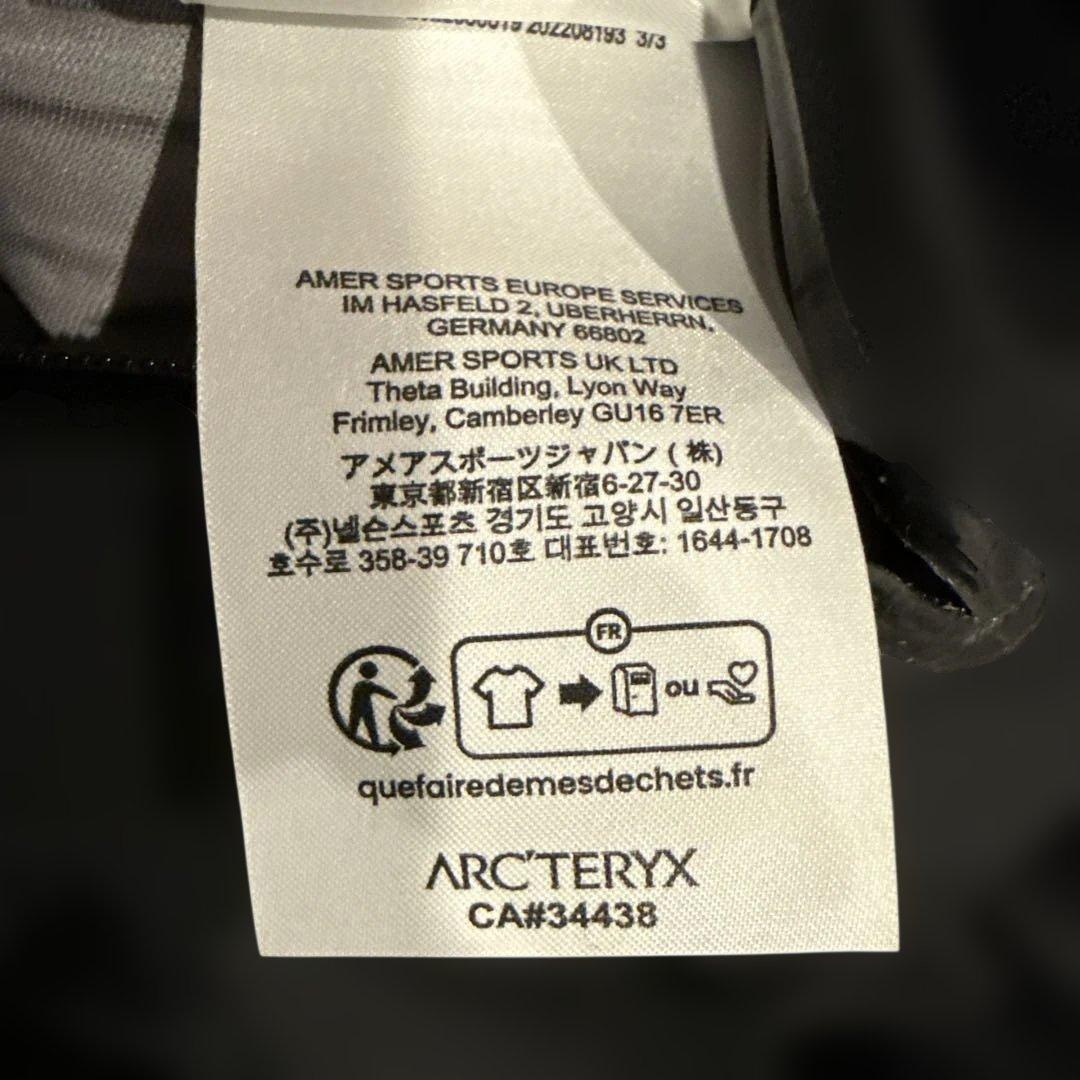 202208193 3/3
AMER SPORTS EUROPE SERVICES
IM HASFELD 2, UBERHERRN,
GERMANY 66802
AMER SPORTS UK LTD
Theta Building, Lyon Way
Frimley, Camberley GU16 7ER
アメアスポーツジャパン (株)
東京都新宿区新宿6-27-30
(주)넬슨스포츠 경기도 고양시 일산동구
호수로 358-39 710호 대표번호: 1644-1708
FR
ou
quefairedemesdechets.fr
ARC'TERYX
CA#34438